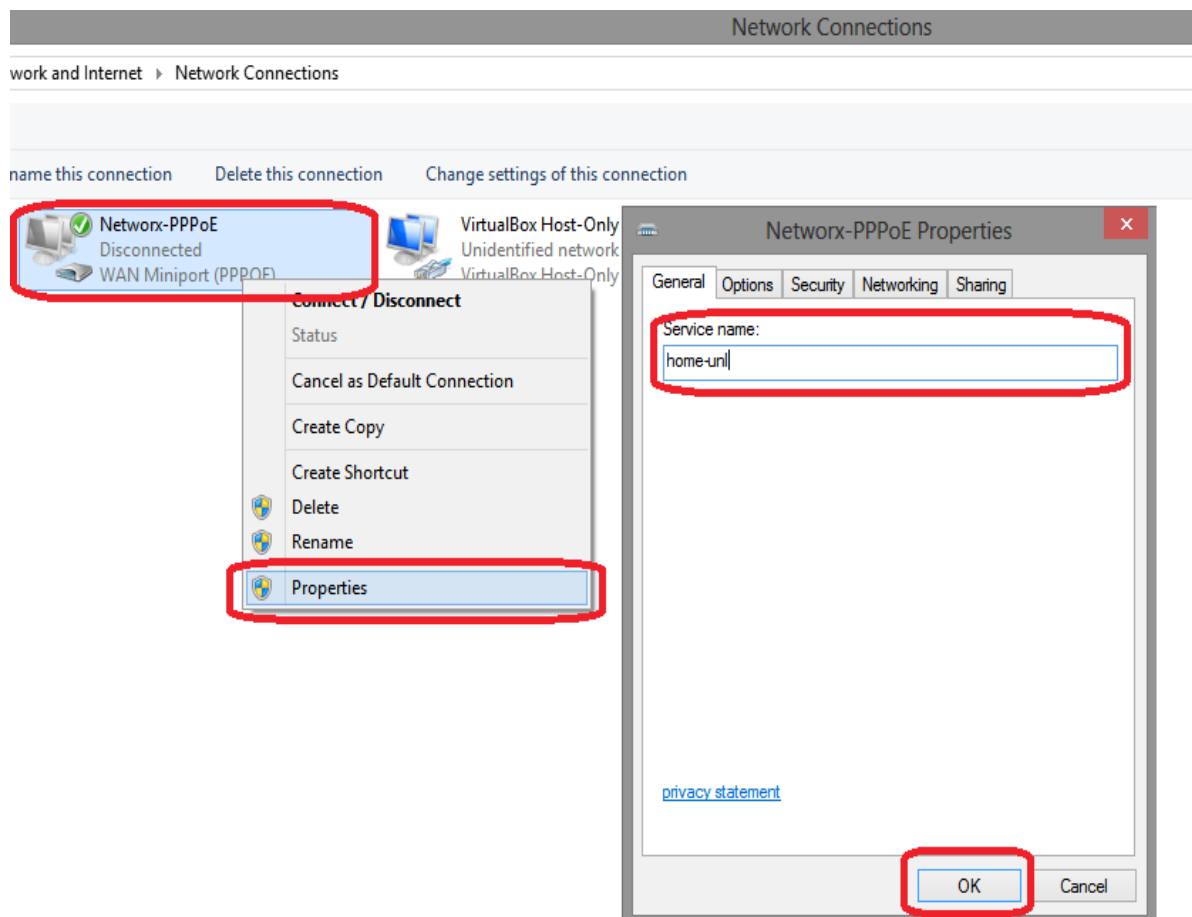 Network Connections
work and Internet ▸ Network Connections
name this connection Delete this connection Change settings of this connection
Networx-PPPoE
Disconnected
WAN Miniport (PPPOE)
VirtualBox Host-Only
Unidentified network
VirtualBox Host-Only
Connect / Disconnect
Status
Cancel as Default Connection
Create Copy
Create Shortcut
Delete
Rename
Properties
Networx-PPPoE Properties
General Options Security Networking Sharing
Service name:
home-unl
privacy statement
OK Cancel